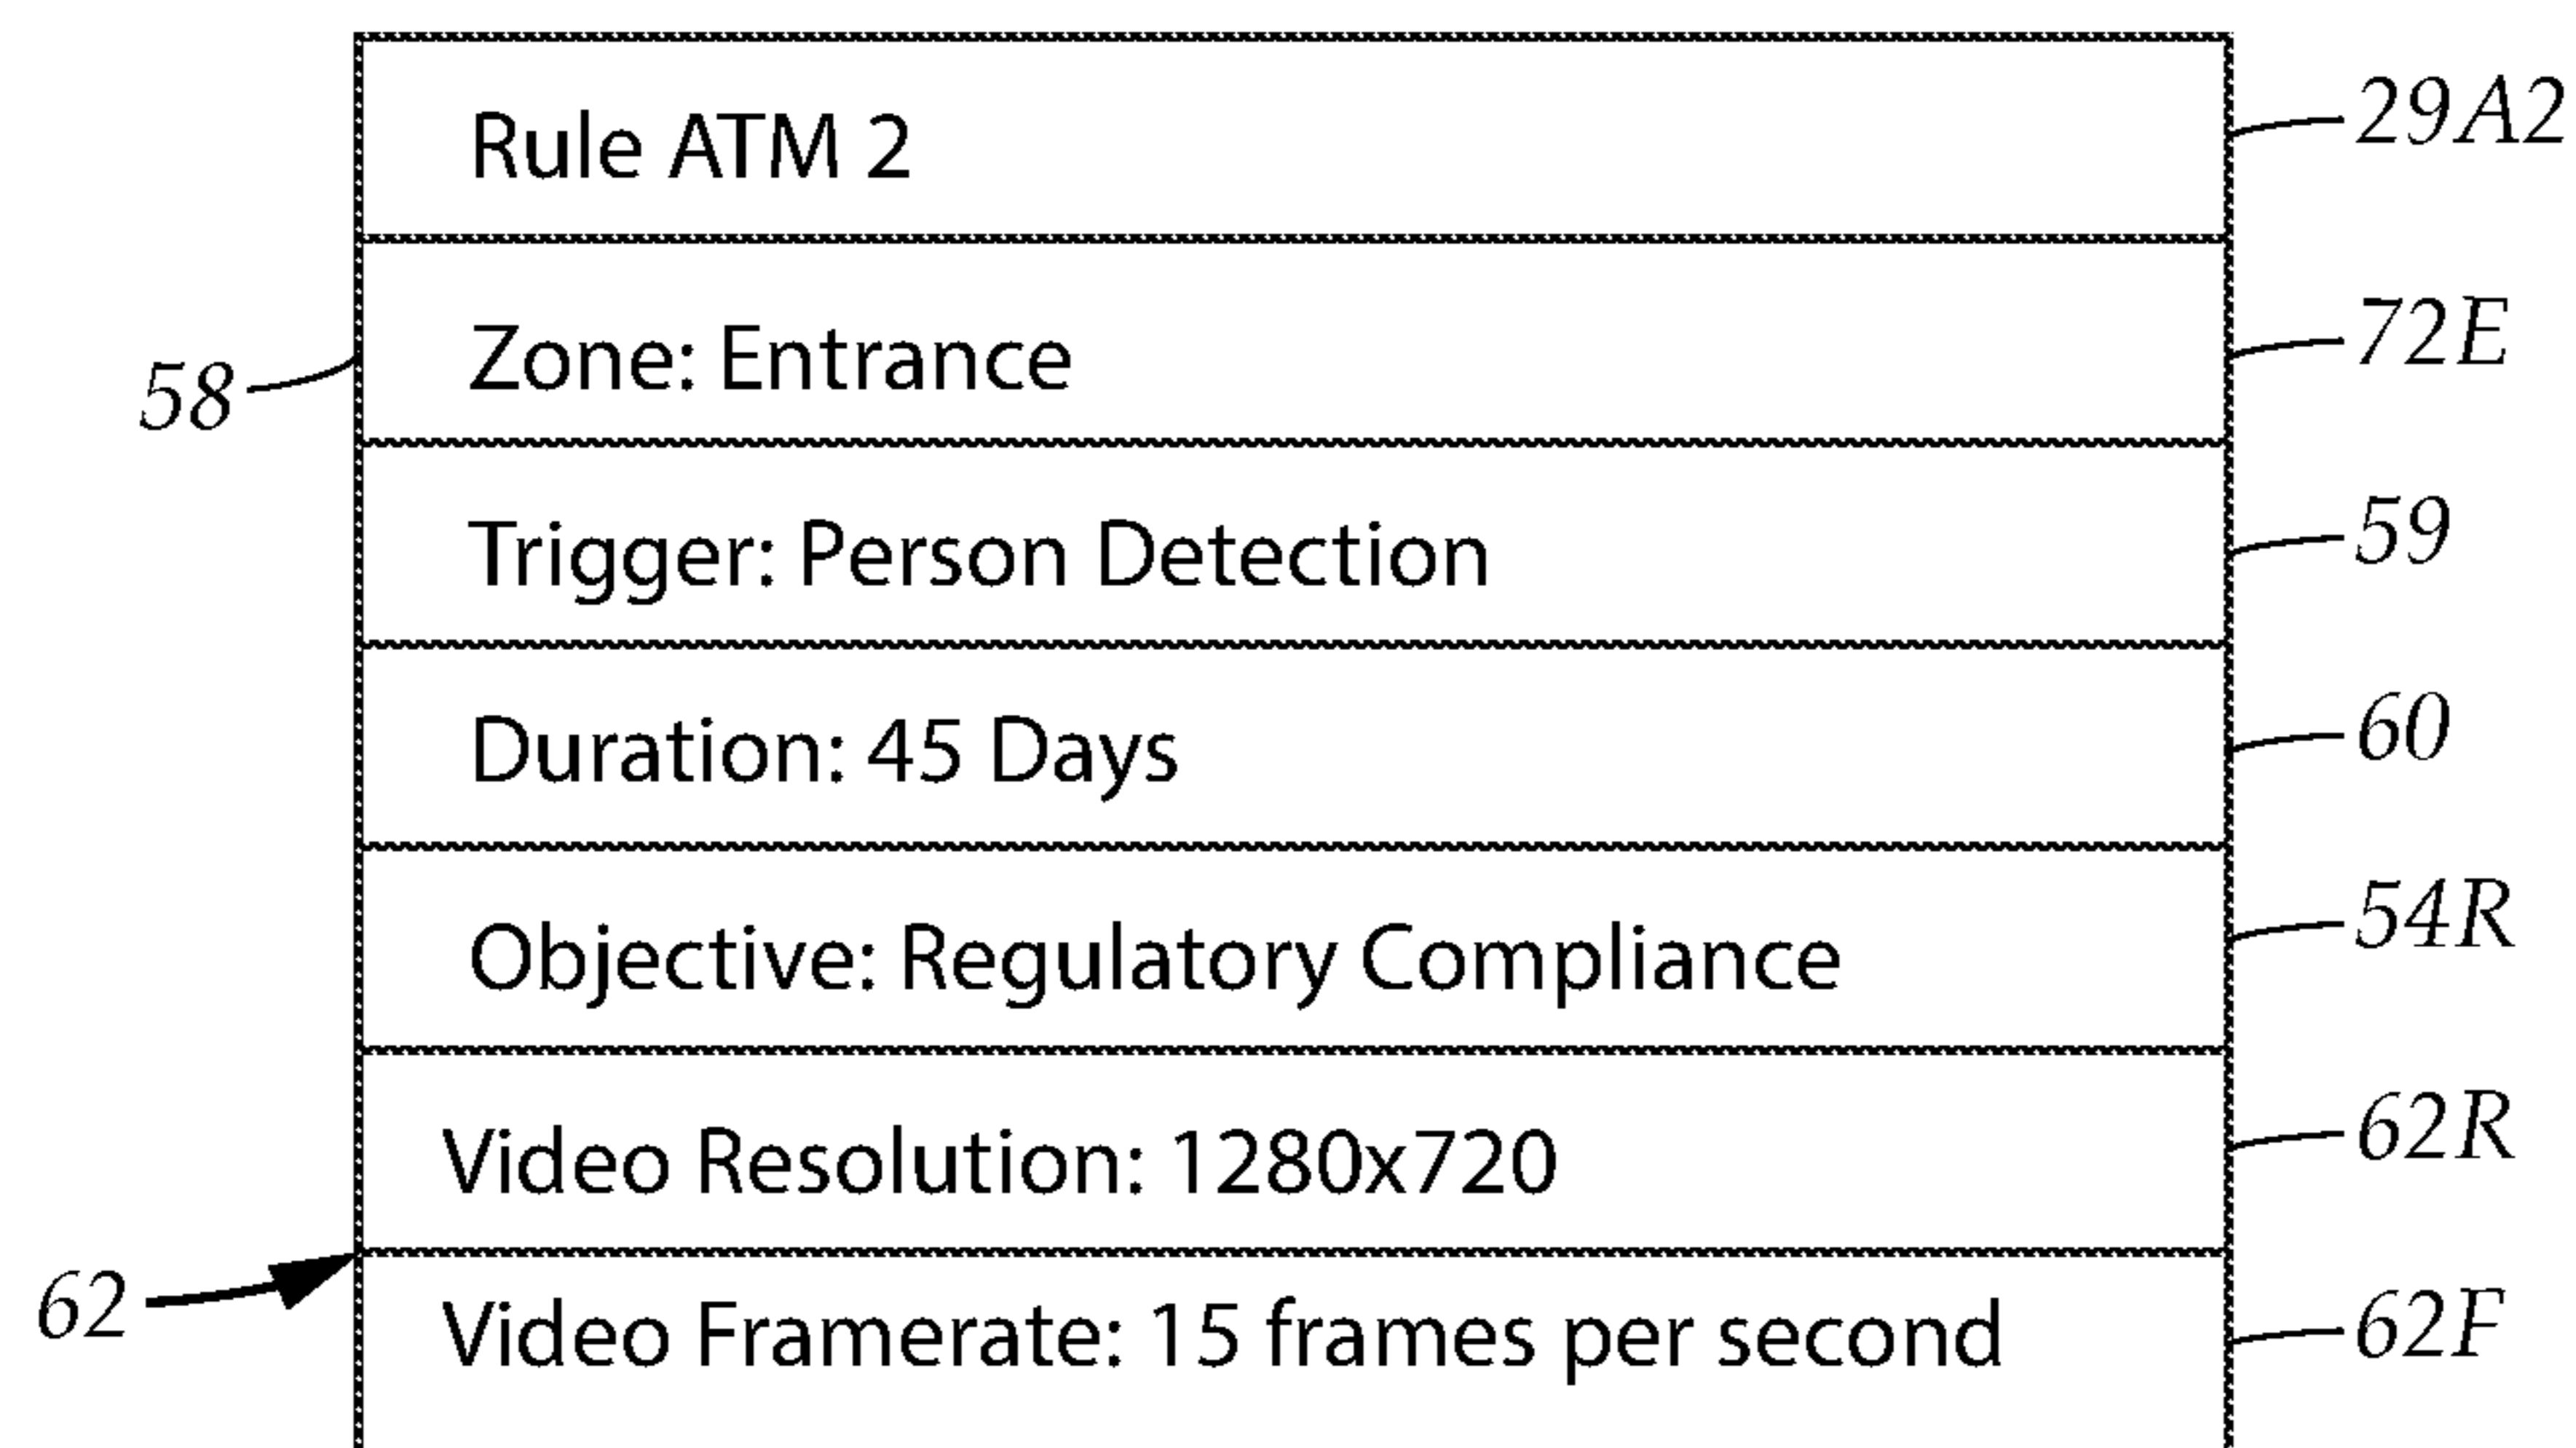 Rule ATM 2 29A2
Zone: Entrance 72E
58
Trigger: Person Detection 59
Duration: 45 Days 60
Objective: Regulatory Compliance 54R
Video Resolution: 1280x720 62R
62
Video Framerate: 15 frames per second 62F